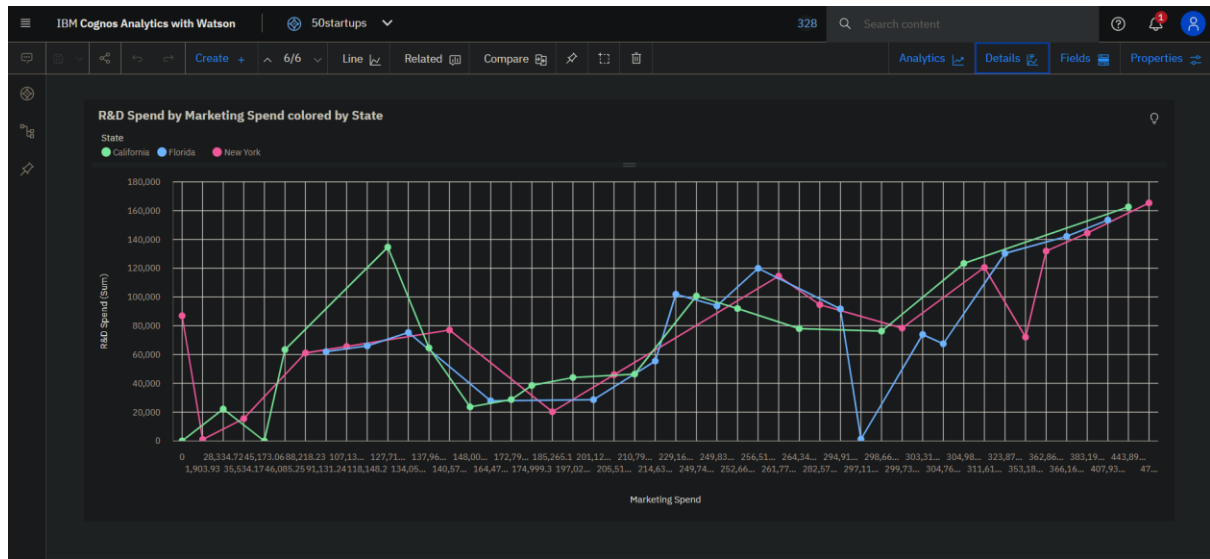 IBM Cognos Analytics with Watson 50startups 328 Search content 1
Create + 6/6 Line Related Compare Analytics Details Fields Properties
R&D Spend by Marketing Spend colored by State
State
California Florida New York
180,000
160,000
140,000
120,000
100,000
80,000
60,000
40,000
20,000
0
R&D Spend (Sum)
0 28,334.72 45,173.06 88,218.23 107,13... 127,71... 137,96... 148,00... 172,79... 185,265.1 201,12... 210,79... 229,16... 249,83... 256,51... 264,34... 294,91... 298,66... 303,31... 304,98... 323,87... 362,86... 383,19... 443,89...
1,903.93 35,534.17 46,085.25 91,131.24 118,148.2 134,05... 140,57... 164,47... 174,999.3 197,02... 205,51... 214,63... 249,74... 252,66... 261,77... 282,57... 297,11... 299,73... 304,76... 311,61... 353,18... 366,16... 407,93... 47...
Marketing Spend